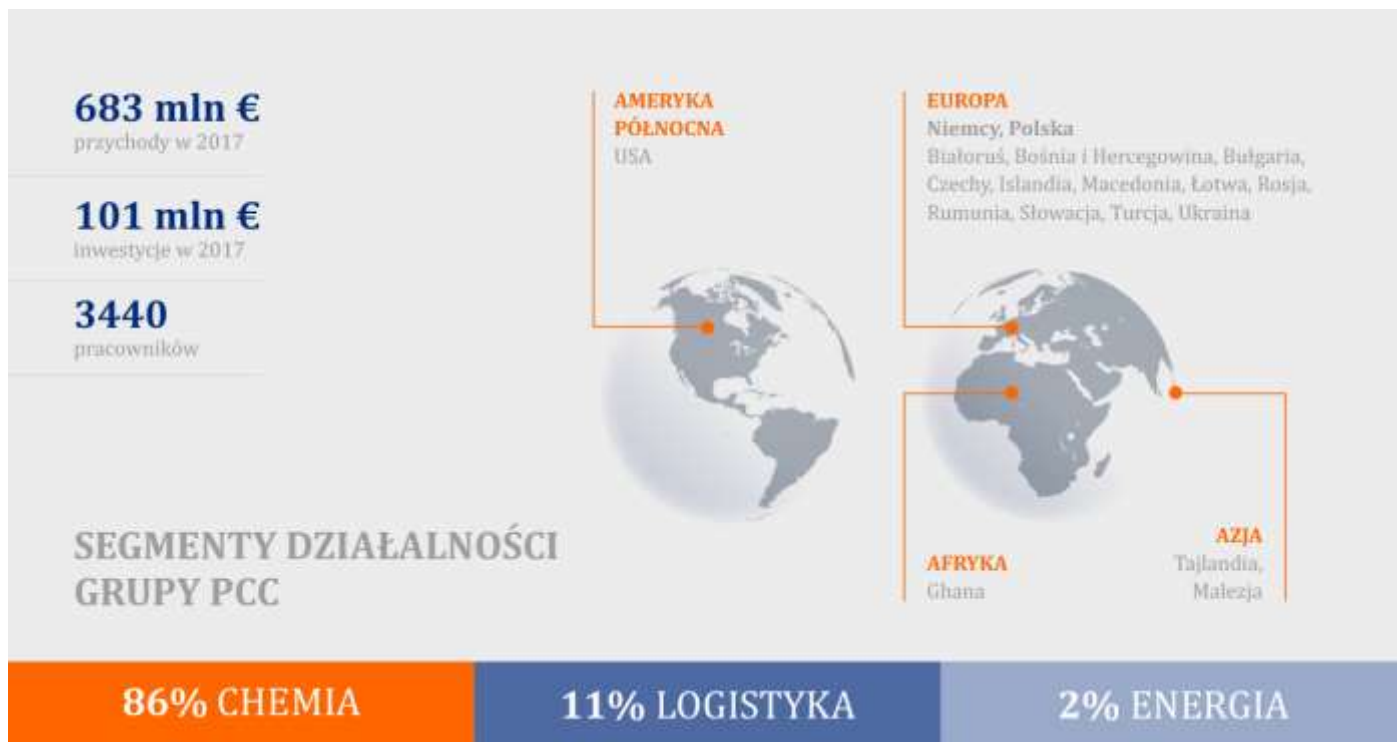 683 mln €
przychody w 2017
101 mln €
inwestycje w 2017
3440
pracowników
AMERYKA
PÓŁNOCNA
USA
EUROPA
Niemcy, Polska
Białoruś, Bośnia i Hercegowina, Bułgaria,
Czechy, Islandia, Macedonia, Łotwa, Rosja,
Rumunia, Słowacja, Turcja, Ukraina
AFRYKA
Ghana
AZJA
Tajlandia,
Malezja
SEGMENTY DZIAŁALNOŚCI
GRUPY PCC
86% CHEMIA
11% LOGISTYKA
2% ENERGIA